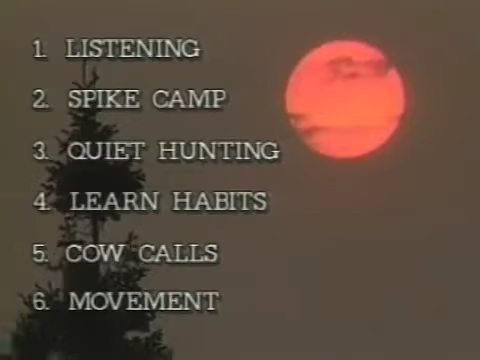 1. LISTENING
2. SPIKE CAMP
3. QUIET HUNTING
4. LEARN HABITS
5. COW CALLS
6. MOVEMENT